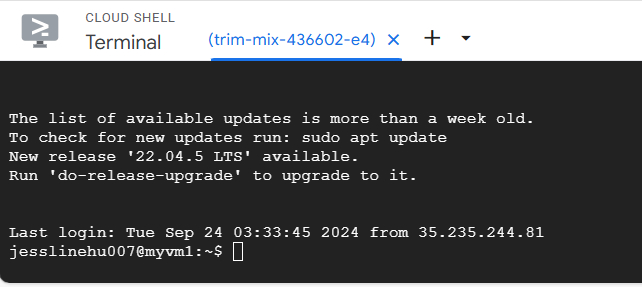 CLOUD SHELL
Terminal
(trim-mix-436602-e4)
The list of available updates is more than a week old.
To check for new updates run: sudo apt update
New release '22.04.5 LTS' available.
Run 'do-release-upgrade' to upgrade to it.
Last login: Tue Sep 24 03:33:45 2024 from 35.235.244.81
jesslinehu007@myvm1:~$